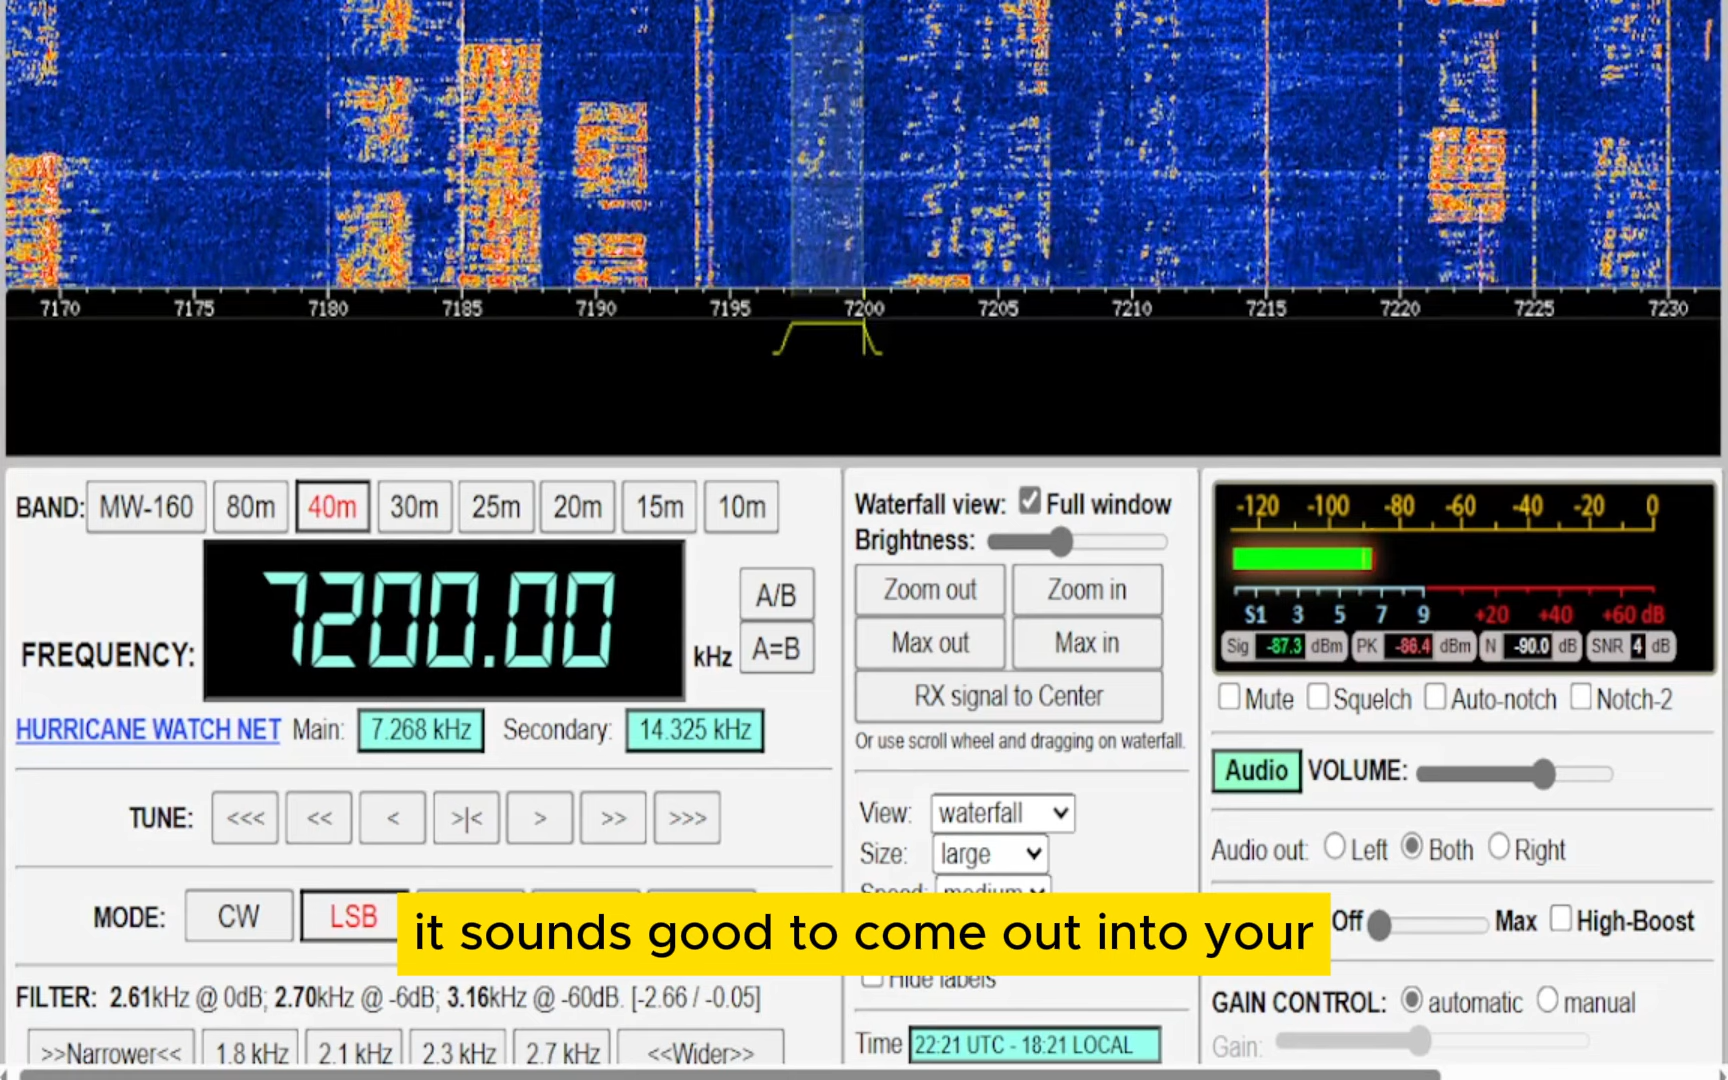 7170 7175 7180 7185 7190 7195 7200 7205 7210 7215 7220 7225 7230
BAND: MW-160 80m 40m 30m 25m 20m 15m 10m
FREQUENCY: 7200.00 kHz
A/B
A=B
HURRICANE WATCH NET Main: 7.268 kHz Secondary: 14.325 kHz
TUNE: <<< << < >|< > >> >>>
MODE: CW LSB
FILTER: 2.61kHz @ 0dB; 2.70kHz @ -6dB; 3.16kHz @ -60dB. [-2.66 / -0.05]
>>Narrower<< 1.8 kHz 2.1 kHz 2.3 kHz 2.7 kHz <<Wider>>
Waterfall view: Full window
Brightness:
Zoom out Zoom in
Max out Max in
RX signal to Center
Or use scroll wheel and dragging on waterfall.
View: waterfall
Size: large
Speed: medium
Hide labels
Time 22:21 UTC - 18:21 LOCAL
-120 -100 -80 -60 -40 -20 0
S1 3 5 7 9 +20 +40 +60 dB
Sig -87.3 dBm PK -86.4 dBm N -90.0 dB SNR 4 dB
Mute Squelch Auto-notch Notch-2
Audio VOLUME:
Audio out: Left Both Right
Off Max High-Boost
GAIN CONTROL: automatic manual
Gain:
it sounds good to come out into your